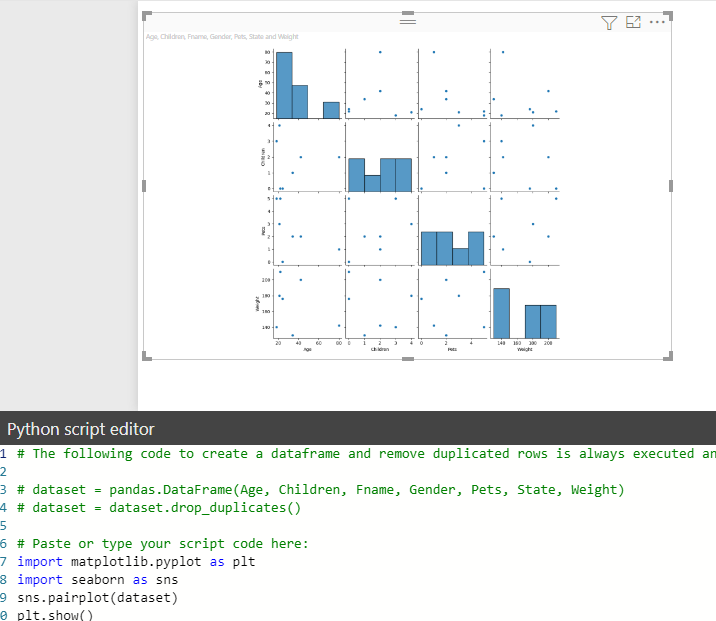 Age, Children, Fname, Gender, Pets, State and Weight
80
70
60
50
40
30
20
Age
4
3
2
1
0
Children
5
4
3
2
1
0
Pets
200
180
160
140
Weight
20 40 60 80 0 1 2 3 4 0 2 4 140 160 180 200
Age Children Pets Weight
Python script editor
1 # The following code to create a dataframe and remove duplicated rows is always executed an
2
3 # dataset = pandas.DataFrame(Age, Children, Fname, Gender, Pets, State, Weight)
4 # dataset = dataset.drop_duplicates()
5
6 # Paste or type your script code here:
7 import matplotlib.pyplot as plt
8 import seaborn as sns
9 sns.pairplot(dataset)
0 plt.show()